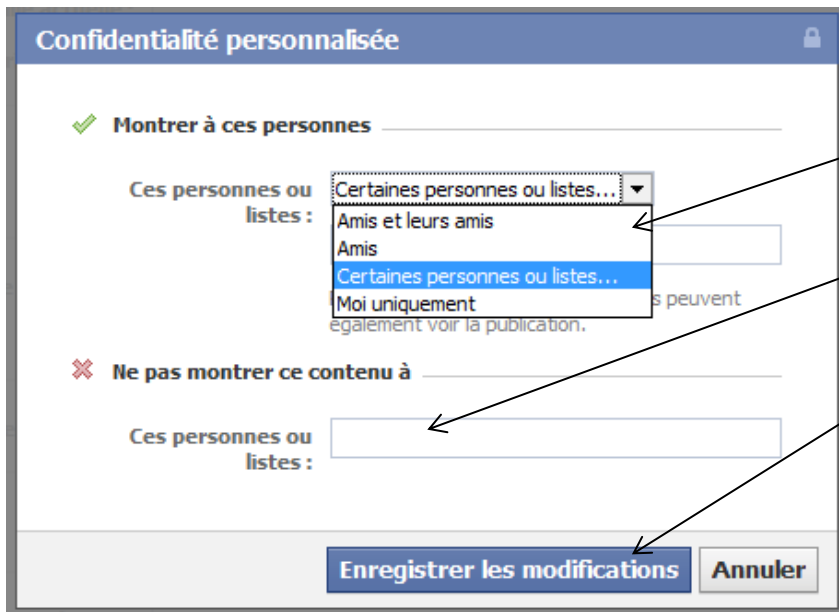 Confidentialité personnalisée
Montrer à ces personnes
Ces personnes ou
listes :
Certaines personnes ou listes...
Amis et leurs amis
Amis
Certaines personnes ou listes...
Moi uniquement
s peuvent
également voir la publication.
Ne pas montrer ce contenu à
Ces personnes ou
listes :
Enregistrer les modifications
Annuler